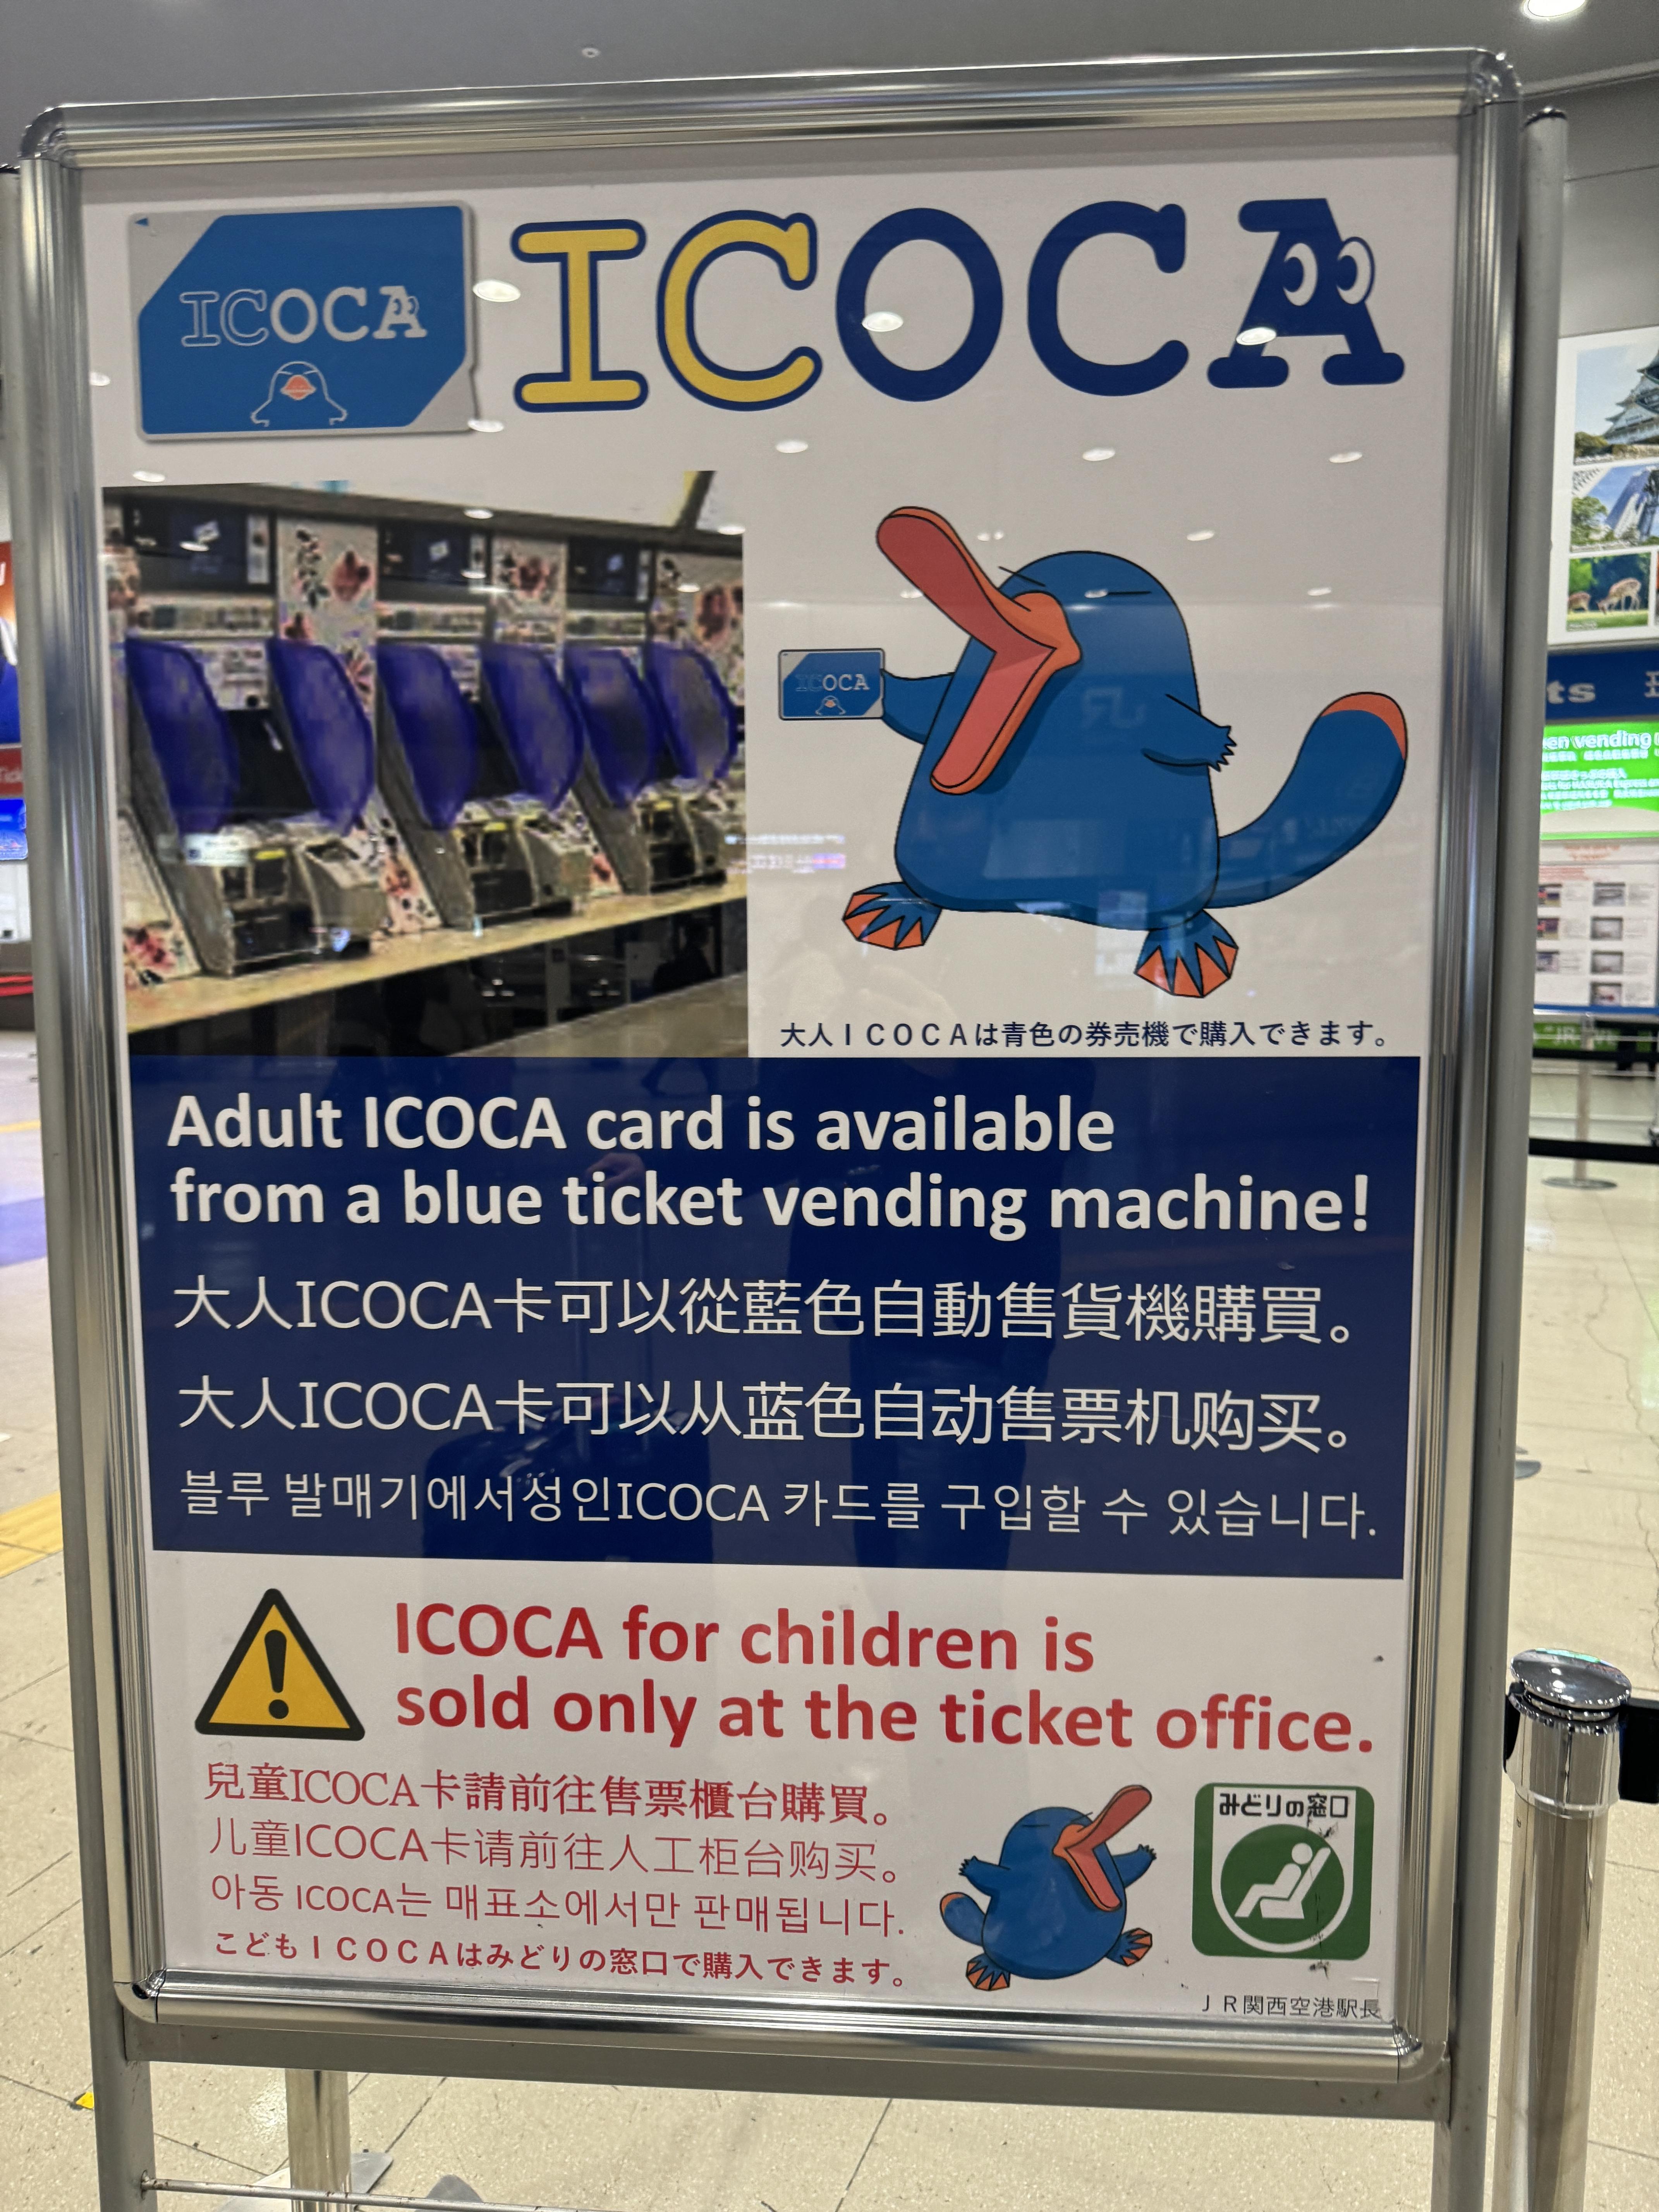 ICOCA
ICOCA
ICOCA
大人ＩＣＯＣＡは青色の券売機で購入できます。
Adult ICOCA card is available
from a blue ticket vending machine!
大人ICOCA卡可以從藍色自動售貨機購買。
大人ICOCA卡可以从蓝色自动售票机购买。
블루 발매기에서성인ICOCA 카드를 구입할 수 있습니다.
ICOCA for children is
sold only at the ticket office.
兒童ICOCA卡請前往售票櫃台購買。
儿童ICOCA卡请前往人工柜台购买。
아동 ICOCA는 매표소에서만 판매됩니다.
こどもＩＣＯＣＡはみどりの窓口で購入できます。
みどりの窓口
ＪＲ関西空港駅長
ts
vending